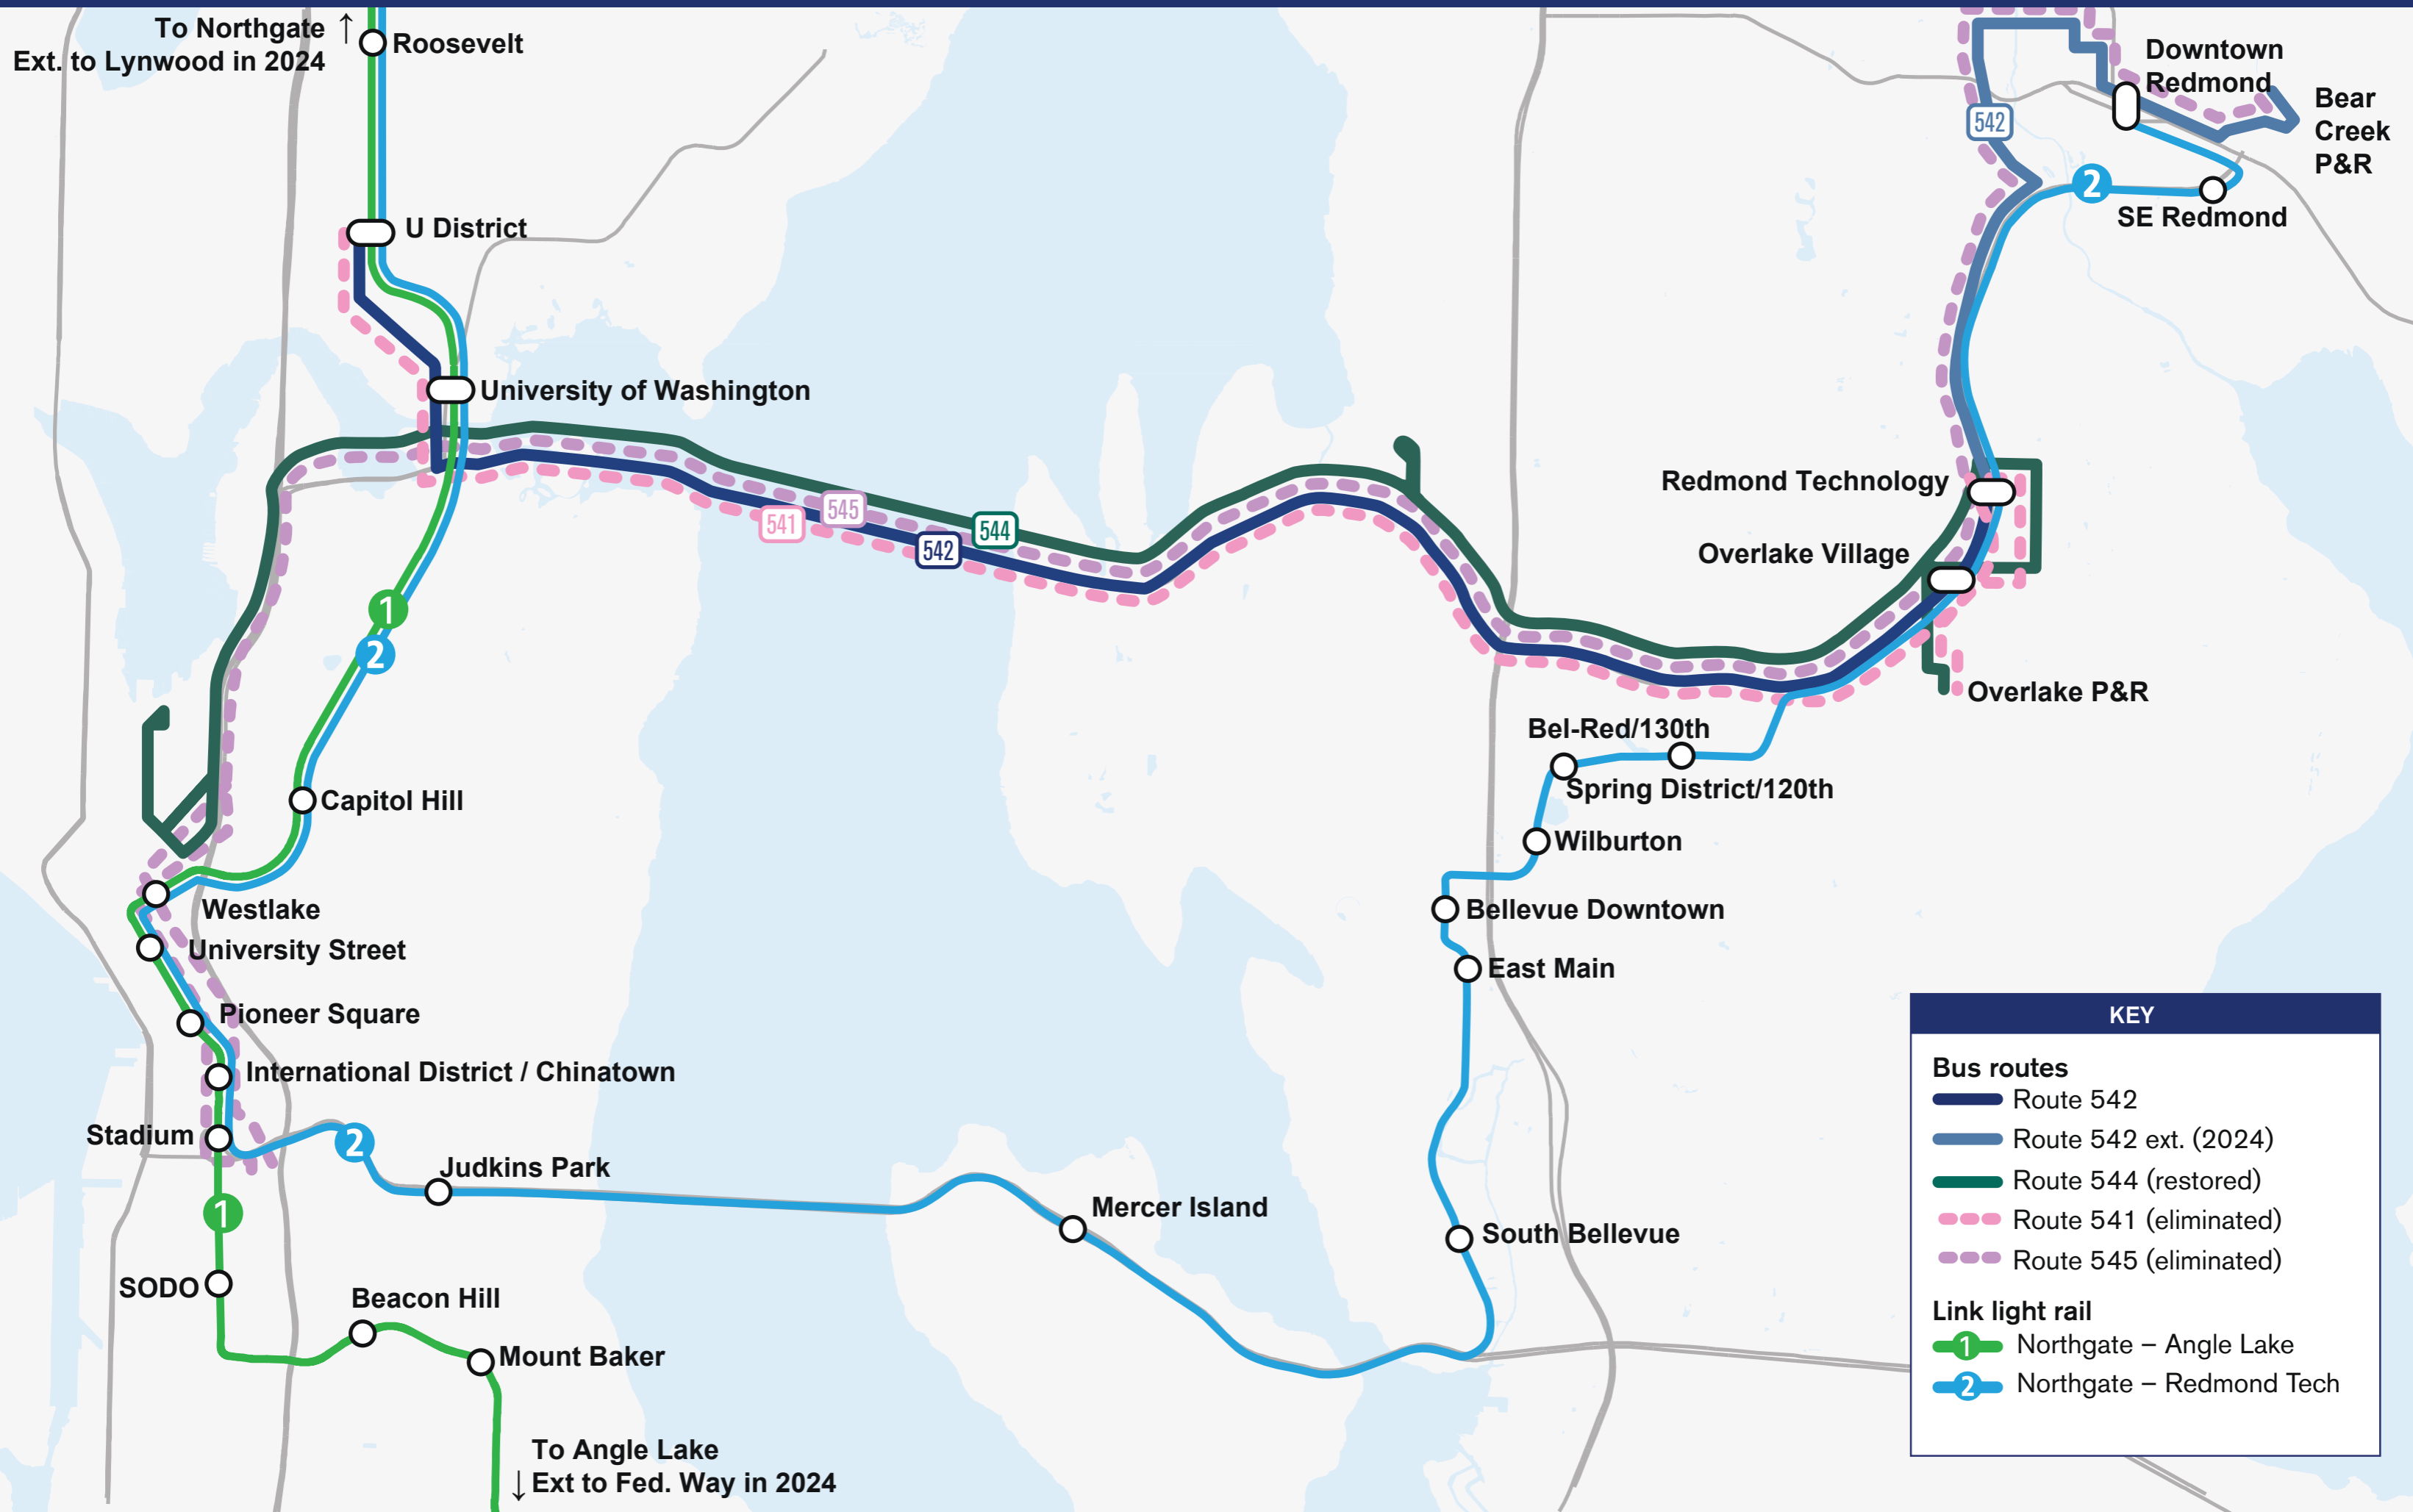 To Northgate ↑
Ext. to Lynwood in 2024
Roosevelt
U District
University of Washington
541
545
542
544
1
2
Capitol Hill
Westlake
University Street
Pioneer Square
International District / Chinatown
Stadium
2
Judkins Park
1
SODO
Beacon Hill
Mount Baker
To Angle Lake
↓ Ext to Fed. Way in 2024
Mercer Island
South Bellevue
East Main
Bellevue Downtown
Wilburton
Spring District/120th
Bel-Red/130th
Overlake P&R
Overlake Village
Redmond Technology
542
2
SE Redmond
Downtown
Redmond
Bear
Creek
P&R
KEY
Bus routes
Route 542
Route 542 ext. (2024)
Route 544 (restored)
Route 541 (eliminated)
Route 545 (eliminated)
Link light rail
1 Northgate – Angle Lake
2 Northgate – Redmond Tech